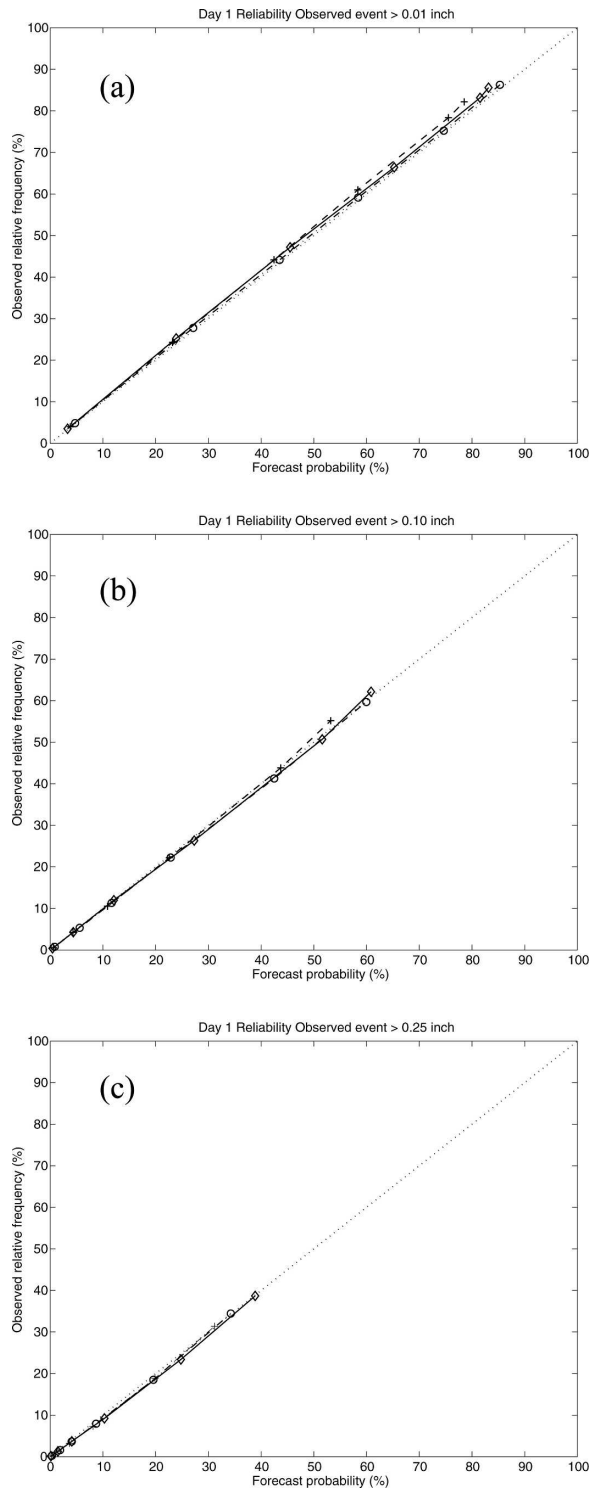 Day 1 Reliability Observed event > 0.01 inch
(a)
Observed relative frequency (%)
100
90
80
70
60
50
40
30
20
10
0
0 10 20 30 40 50 60 70 80 90 100
Forecast probability (%)
Day 1 Reliability Observed event > 0.10 inch
(b)
Observed relative frequency (%)
100
90
80
70
60
50
40
30
20
10
0
0 10 20 30 40 50 60 70 80 90 100
Forecast probability (%)
Day 1 Reliability Observed event > 0.25 inch
(c)
Observed relative frequency (%)
100
90
80
70
60
50
40
30
20
10
0
0 10 20 30 40 50 60 70 80 90 100
Forecast probability (%)